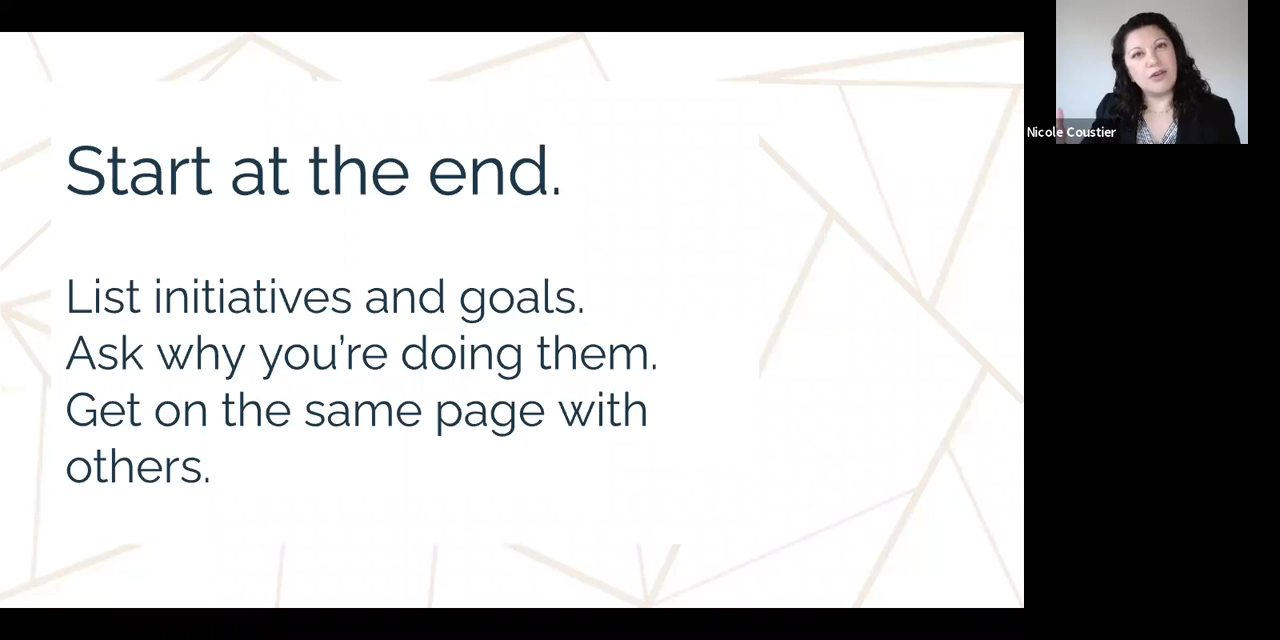 Start at the end.
List initiatives and goals.
Ask why you’re doing them.
Get on the same page with
others.
Nicole Coustier